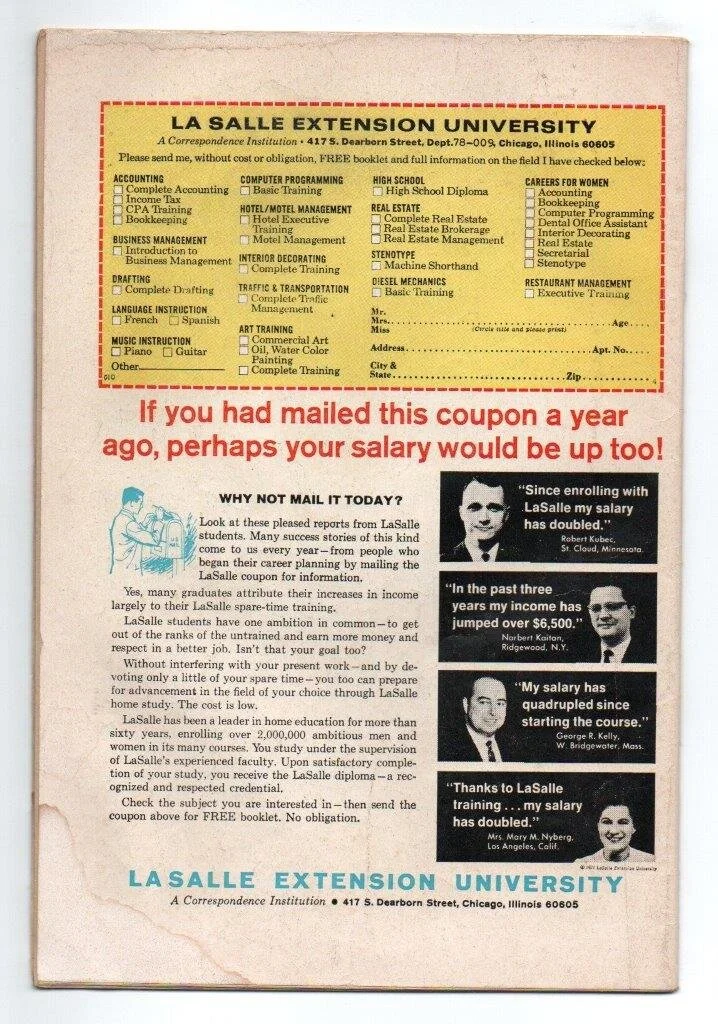 LA SALLE EXTENSION UNIVERSITY
A Correspondence Institution • 417 S. Dearborn Street, Dept.78-009, Chicago, Illinois 60605
Please send me, without cost or obligation, FREE booklet and full information on the field I have checked below:
ACCOUNTING
Complete Accounting
Income Tax
CPA Training
Bookkeeping
BUSINESS MANAGEMENT
Introduction to
Business Management
DRAFTING
Complete Drafting
LANGUAGE INSTRUCTION
French Spanish
MUSIC INSTRUCTION
Piano Guitar
Other
010
COMPUTER PROGRAMMING
Basic Training
HOTEL/MOTEL MANAGEMENT
Hotel Executive
Training
Motel Management
INTERIOR DECORATING
Complete Training
TRAFFIC & TRANSPORTATION
Complete Traffic
Management
ART TRAINING
Commercial Art
Oil, Water Color
Painting
Complete Training
HIGH SCHOOL
High School Diploma
REAL ESTATE
Complete Real Estate
Real Estate Brokerage
Real Estate Management
STENOTYPE
Machine Shorthand
DIESEL MECHANICS
Basic Training
CAREERS FOR WOMEN
Accounting
Bookkeeping
Computer Programming
Dental Office Assistant
Interior Decorating
Real Estate
Secretarial
Stenotype
RESTAURANT MANAGEMENT
Executive Training
Mr.
Mrs. Age
Miss (Circle title and please print)
Address Apt. No.
City &
State Zip
4
If you had mailed this coupon a year
ago, perhaps your salary would be up too!
WHY NOT MAIL IT TODAY?
Look at these pleased reports from LaSalle
students. Many success stories of this kind
come to us every year—from people who
began their career planning by mailing the
LaSalle coupon for information.
Yes, many graduates attribute their increases in income
largely to their LaSalle spare-time training.
LaSalle students have one ambition in common—to get
out of the ranks of the untrained and earn more money and
respect in a better job. Isn't that your goal too?
Without interfering with your present work—and by de-
voting only a little of your spare time—you too can prepare
for advancement in the field of your choice through LaSalle
home study. The cost is low.
LaSalle has been a leader in home education for more than
sixty years, enrolling over 2,000,000 ambitious men and
women in its many courses. You study under the supervision
of LaSalle's experienced faculty. Upon satisfactory comple-
tion of your study, you receive the LaSalle diploma—a rec-
ognized and respected credential.
Check the subject you are interested in—then send the
coupon above for FREE booklet. No obligation.
"Since enrolling with
LaSalle my salary
has doubled."
Robert Kubec,
St. Cloud, Minnesota.
"In the past three
years my income has
jumped over $6,500."
Norbert Kaitan,
Ridgewood, N.Y.
"My salary has
quadrupled since
starting the course."
George R. Kelly,
W. Bridgewater, Mass.
"Thanks to LaSalle
training . . . my salary
has doubled."
Mrs. Mary M. Nyberg,
Los Angeles, Calif.
LaSalle Extension University
LA SALLE EXTENSION UNIVERSITY
A Correspondence Institution • 417 S. Dearborn Street, Chicago, Illinois 60605